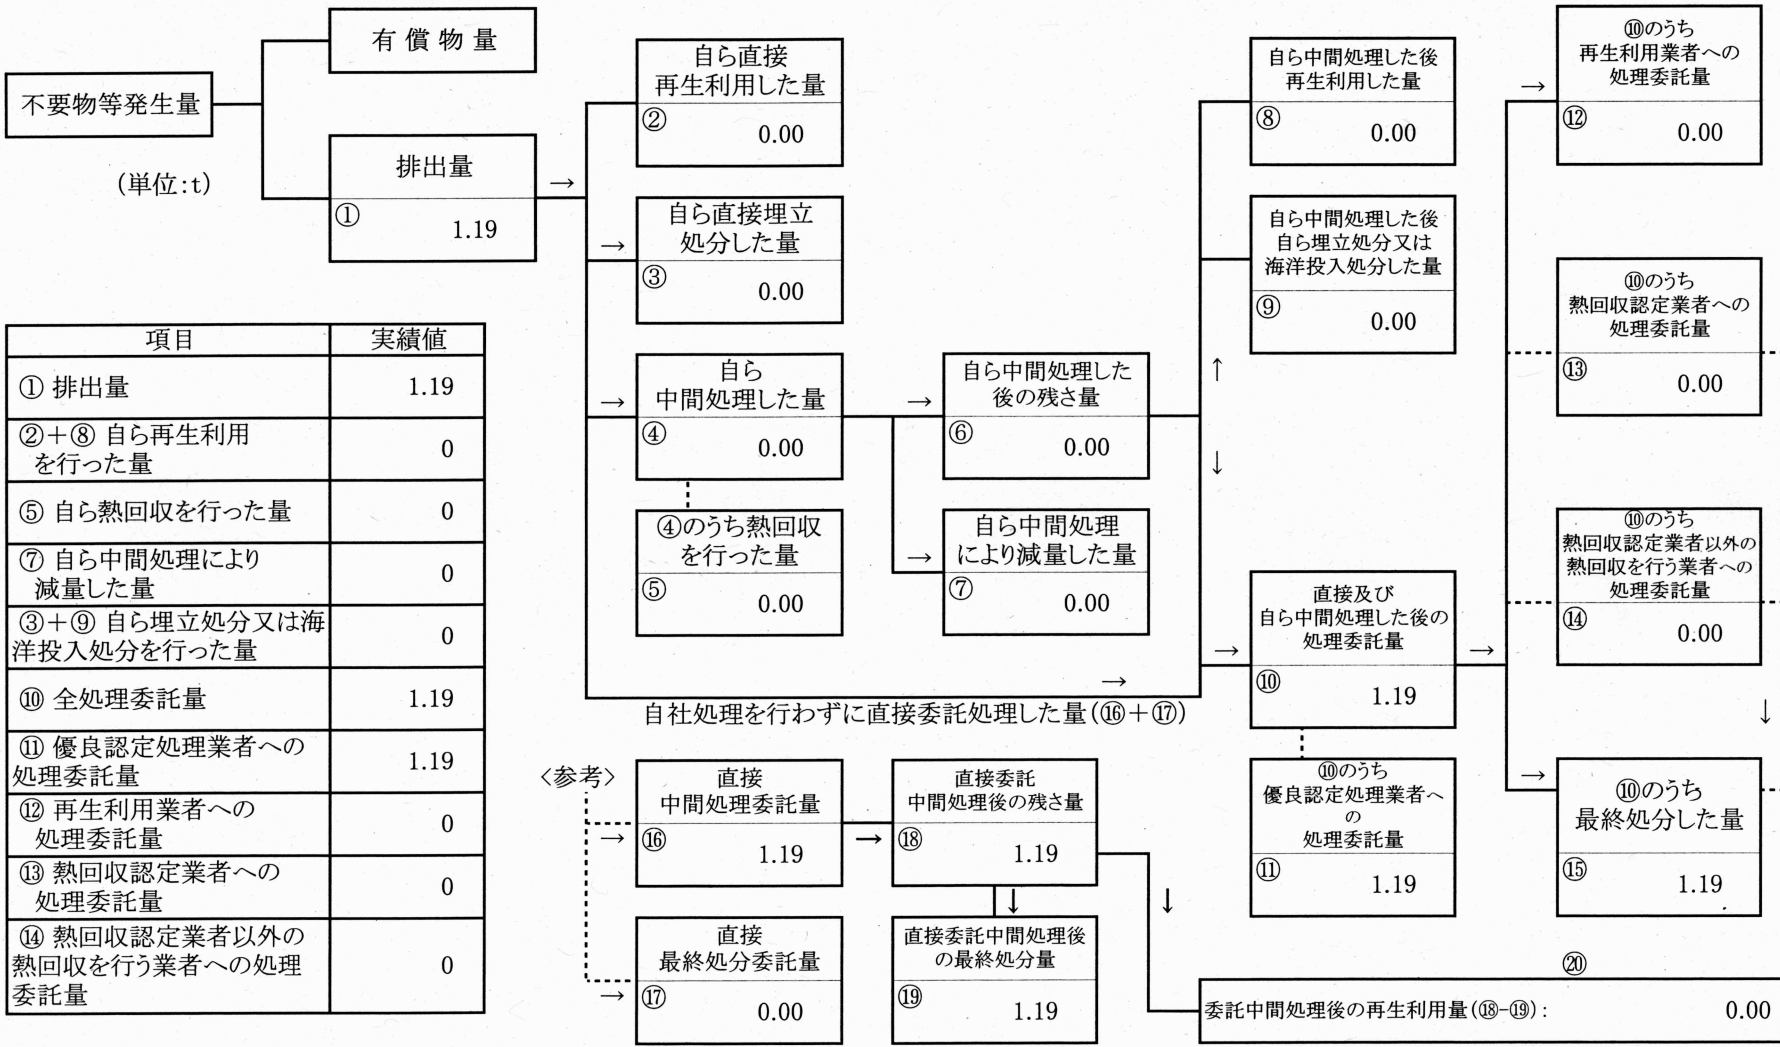 不要物等発生量
(単位:t)
有 償 物 量
排出量
① 1.19
自ら直接
再生利用した量
② 0.00
自ら直接埋立
処分した量
③ 0.00
自ら
中間処理した量
④ 0.00
④のうち熱回収
を行った量
⑤ 0.00
自ら中間処理した
後の残さ量
⑥ 0.00
自ら中間処理
により減量した量
⑦ 0.00
自ら中間処理した後
再生利用した量
⑧ 0.00
自ら中間処理した後
自ら埋立処分又は
海洋投入処分した量
⑨ 0.00
直接及び
自ら中間処理した後の
処理委託量
⑩ 1.19
⑩のうち
優良認定処理業者へ
の
処理委託量
⑪ 1.19
⑩のうち
再生利用業者への
処理委託量
⑫ 0.00
⑩のうち
熱回収認定業者への
処理委託量
⑬ 0.00
⑩のうち
熱回収認定業者以外の
熱回収を行う業者への
処理委託量
⑭ 0.00
⑩のうち
最終処分した量
⑮ 1.19
自社処理を行わずに直接委託処理した量(⑯+⑰)
<参考>
直接
中間処理委託量
⑯ 1.19
直接
最終処分委託量
⑰ 0.00
直接委託
中間処理後の残さ量
⑱ 1.19
直接委託中間処理後
の最終処分量
⑲ 1.19
⑳
委託中間処理後の再生利用量(⑱-⑲): 0.00
項目 実績値
① 排出量 1.19
②+⑧ 自ら再生利用
を行った量 0
⑤ 自ら熱回収を行った量 0
⑦ 自ら中間処理により
減量した量 0
③+⑨ 自ら埋立処分又は海
洋投入処分を行った量 0
⑩ 全処理委託量 1.19
⑪ 優良認定処理業者への
処理委託量 1.19
⑫ 再生利用業者への
処理委託量 0
⑬ 熱回収認定業者への
処理委託量 0
⑭ 熱回収認定業者以外の
熱回収を行う業者への処理
委託量 0